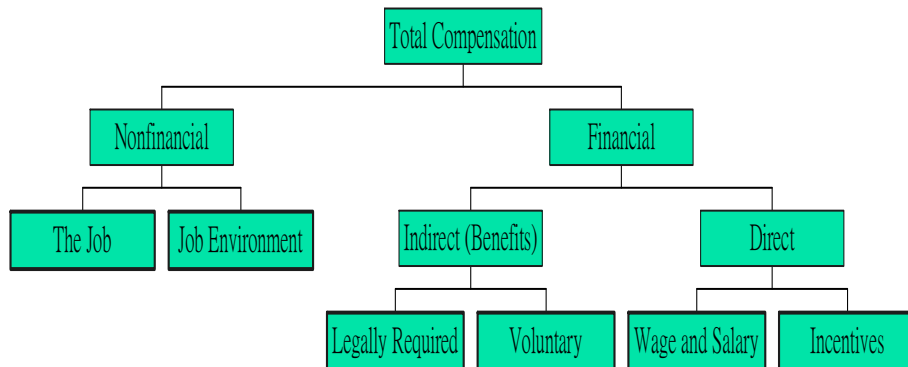 Total Compensation
Nonfinancial
Financial
The Job
Job Environment
Indirect (Benefits)
Direct
Legally Required
Voluntary
Wage and Salary
Incentives